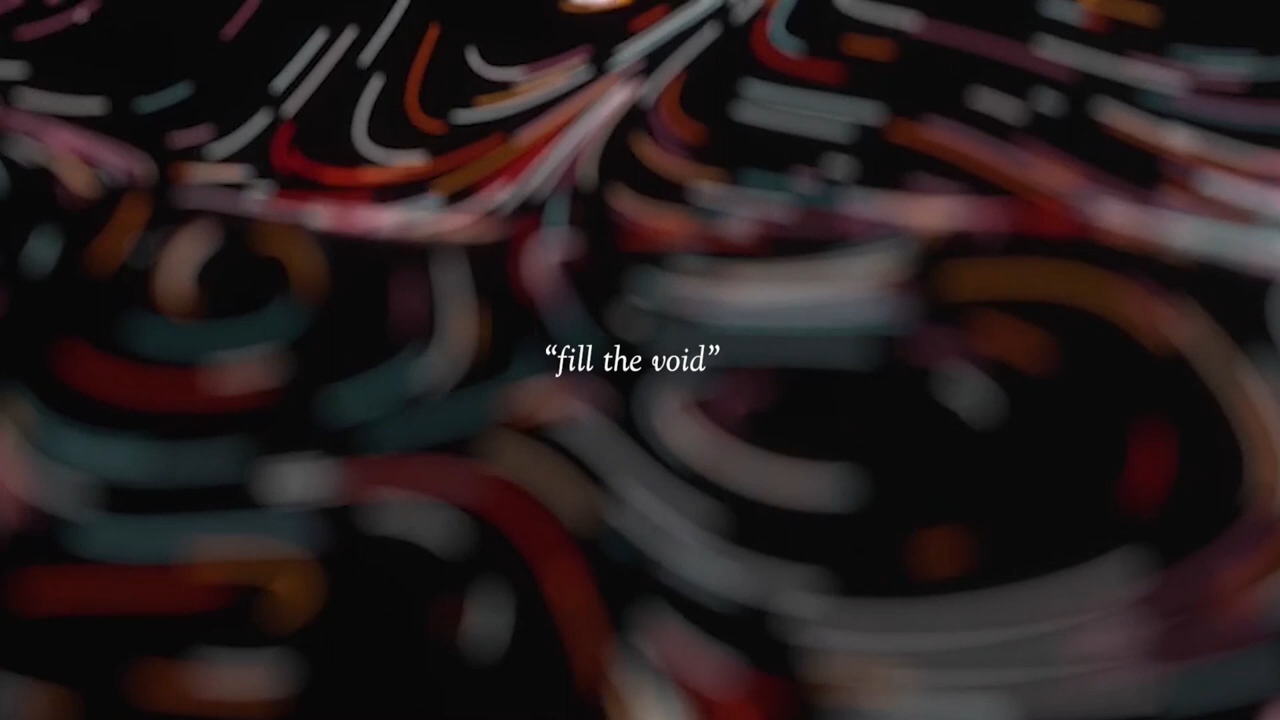 “fill the void”